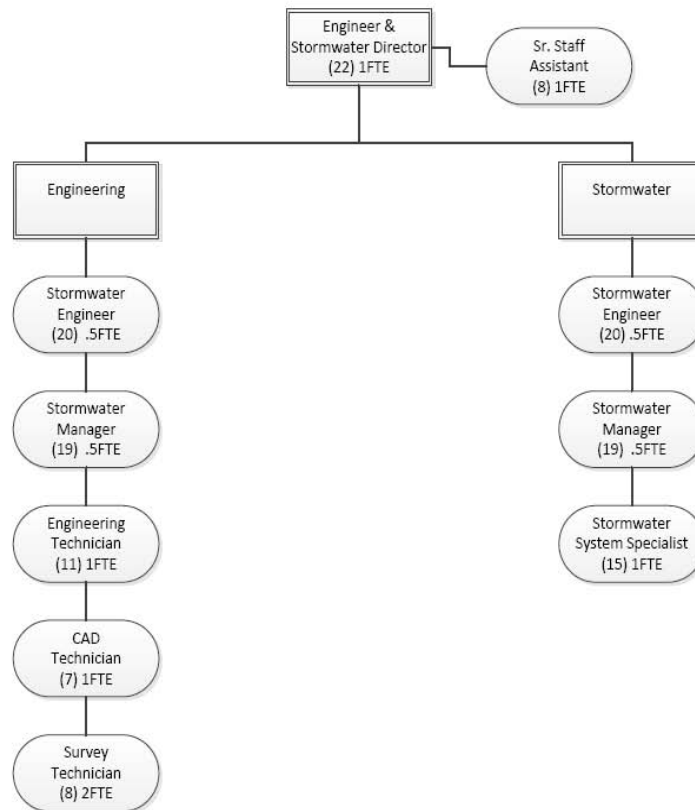 Engineer &
Stormwater Director
(22) 1FTE
Sr. Staff
Assistant
(8) 1FTE
Engineering
Stormwater
Engineer
(20) .5FTE
Stormwater
Manager
(19) .5FTE
Engineering
Technician
(11) 1FTE
CAD
Technician
(7) 1FTE
Survey
Technician
(8) 2FTE
Stormwater
Stormwater
Engineer
(20) .5FTE
Stormwater
Manager
(19) .5FTE
Stormwater
System Specialist
(15) 1FTE